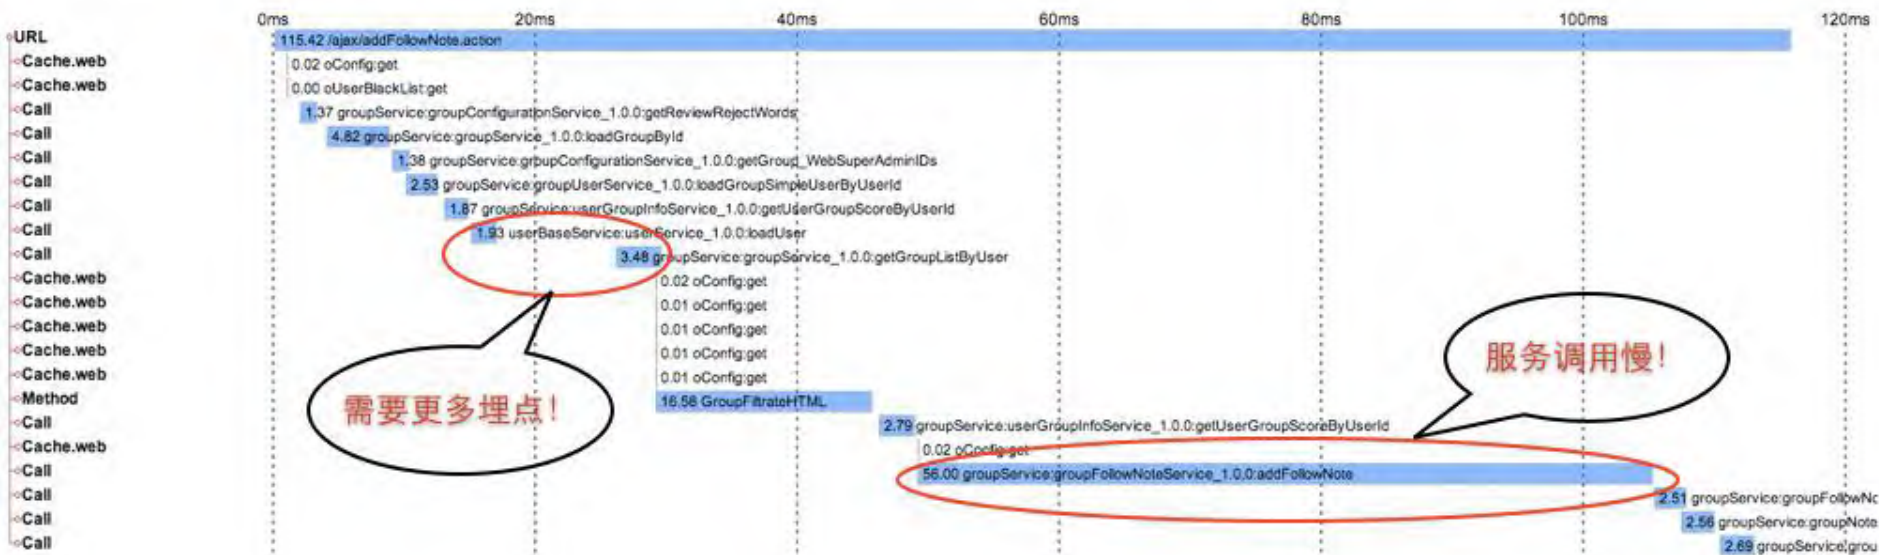 0ms 20ms 40ms 60ms 80ms 100ms 120ms
URL 115.42 /ajax/addFollowNote.action
Cache.web 0.02 oConfig:get
Cache.web 0.00 oUserBlackList:get
Call 1.37 groupService:groupConfigurationService_1.0.0:getReviewRejectWords
Call 4.82 groupService:groupService_1.0.0:loadGroupById
Call 1.38 groupService:groupConfigurationService_1.0.0:getGroup_WebSuperAdminIDs
Call 2.53 groupService:groupUserService_1.0.0:loadGroupSimpleUserByUserId
Call 1.87 groupService:userGroupInfoService_1.0.0:getUserGroupScoreByUserId
Call 1.93 userBaseService:userService_1.0.0:loadUser
Call 3.48 groupService:groupService_1.0.0:getGroupListByUser
Cache.web 0.02 oConfig:get
Cache.web 0.01 oConfig:get
Cache.web 0.01 oConfig:get
Cache.web 0.01 oConfig:get
Cache.web 0.01 oConfig:get
Method 16.56 GroupFiltrateHTML
Call 2.79 groupService:userGroupInfoService_1.0.0:getUserGroupScoreByUserId
Cache.web 0.02 oConfig:get
Call 56.00 groupService:groupFollowNoteService_1.0.0:addFollowNote
Call 2.51 groupService:groupFollowNo
Call 2.56 groupService:groupNote
Call 2.69 groupService:grou
需要更多埋点！
服务调用慢！